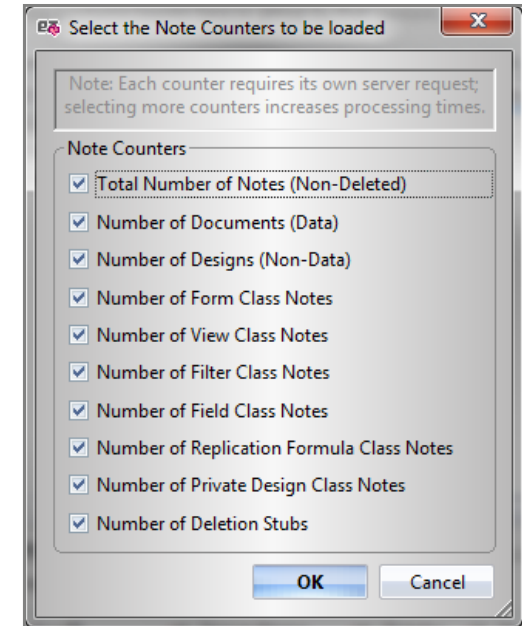 Select the Note Counters to be loaded
Note: Each counter requires its own server request;
selecting more counters increases processing times.
Note Counters
Total Number of Notes (Non-Deleted)
Number of Documents (Data)
Number of Designs (Non-Data)
Number of Form Class Notes
Number of View Class Notes
Number of Filter Class Notes
Number of Field Class Notes
Number of Replication Formula Class Notes
Number of Private Design Class Notes
Number of Deletion Stubs
OK Cancel